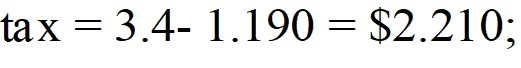 tax = 3.4- 1.190 = $2.210;